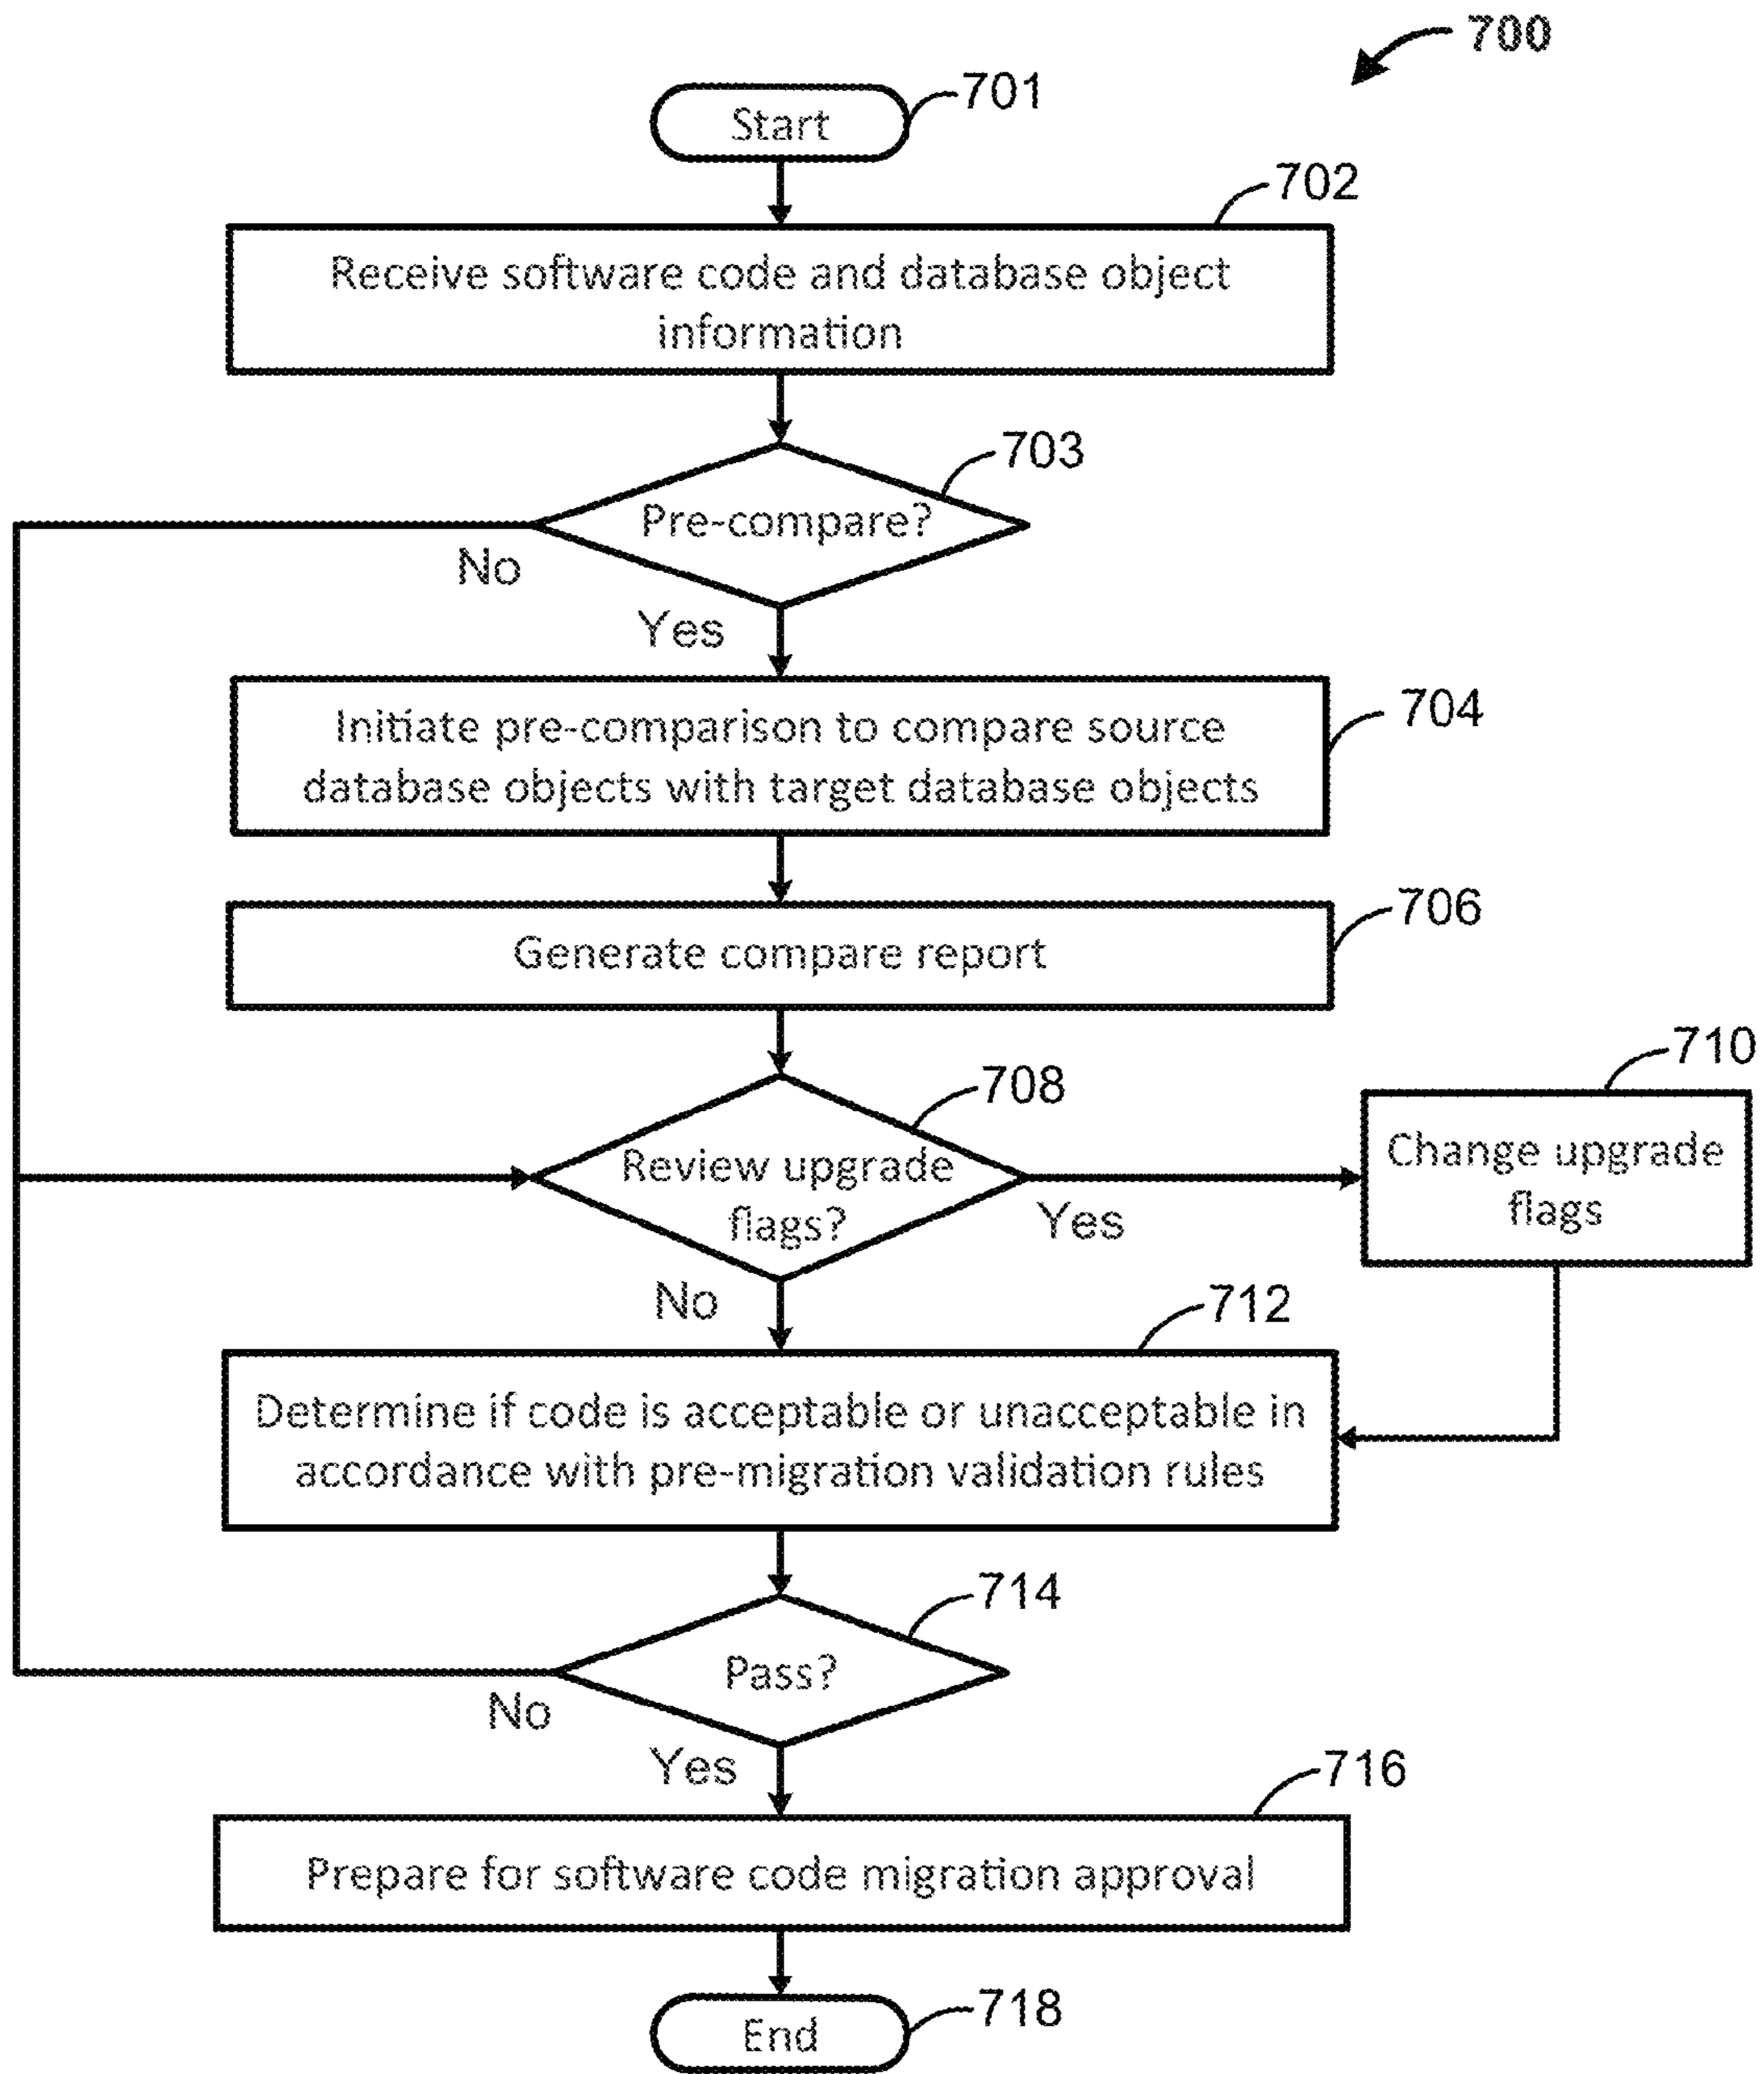 700
Start
701
702
Receive software code and database object
information
703
Pre-compare?
No
Yes
704
Initiate pre-comparison to compare source
database objects with target database objects
706
Generate compare report
708
710
Review upgrade
flags?
Yes
Change upgrade
flags
No
712
Determine if code is acceptable or unacceptable in
accordance with pre-migration validation rules
714
Pass?
No
Yes
716
Prepare for software code migration approval
End
718